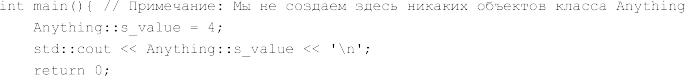 int main(){ // Примечание: Мы не создаем здесь никаких объектов класса Anything
Anything::s_value = 4;
std::cout << Anything::s_value << '\n';
return 0;